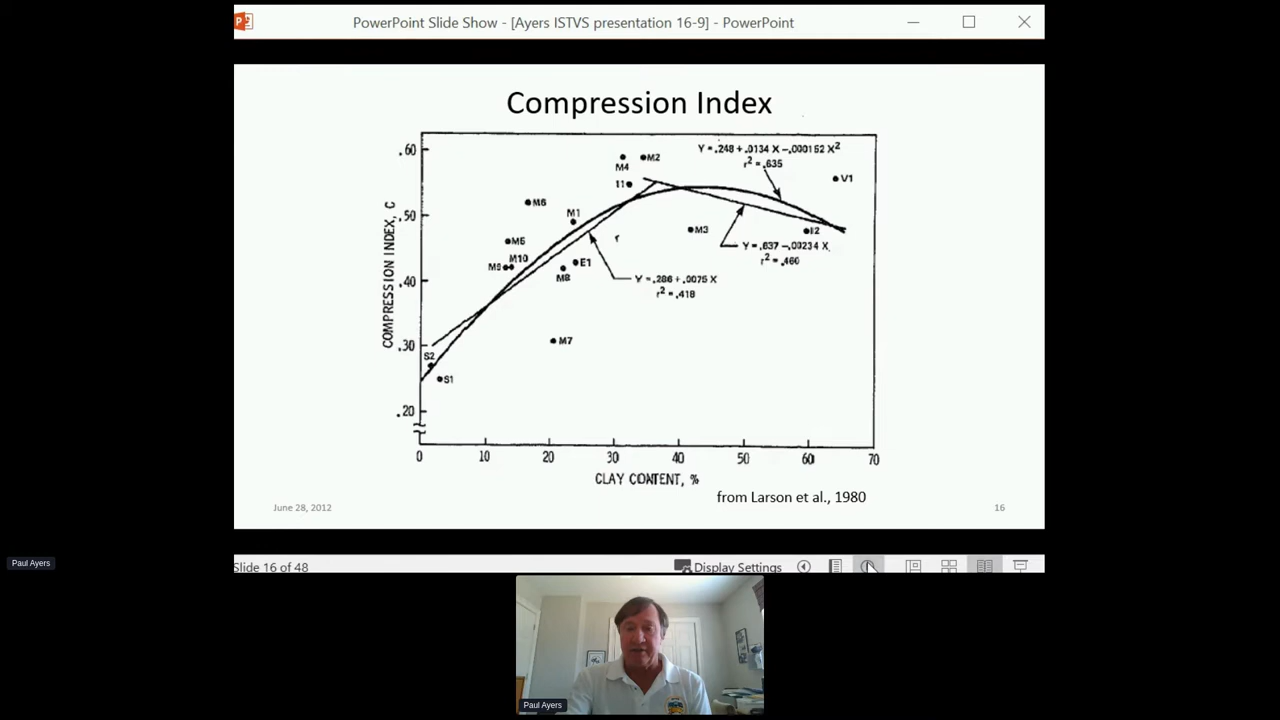 PowerPoint Slide Show - [Ayers ISTVS presentation 16-9] - PowerPoint
Compression Index
COMPRESSION INDEX, C
.60
.50
.40
.30
.20
M4
M2
11
V1
M6
M1
M5
M10
M9
M8
E1
M3
I2
M7
S2
S1
r
Y = .248 + .0134 X -.000152 X²
r² = .635
Y = .637 -.00234 X
r² = .460
Y = .286 + .0075 X
r² = .418
0 10 20 30 40 50 60 70
CLAY CONTENT, %
from Larson et al., 1980
June 28, 2012
16
Slide 16 of 48
Display Settings
Paul Ayers
Paul Ayers